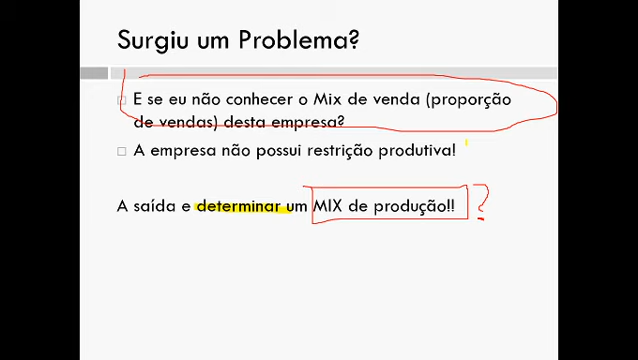 Surgiu um Problema?
E se eu não conhecer o Mix de venda (proporção
de vendas) desta empresa?
A empresa não possui restrição produtiva!
A saída e determinar um MIX de produção!! ?